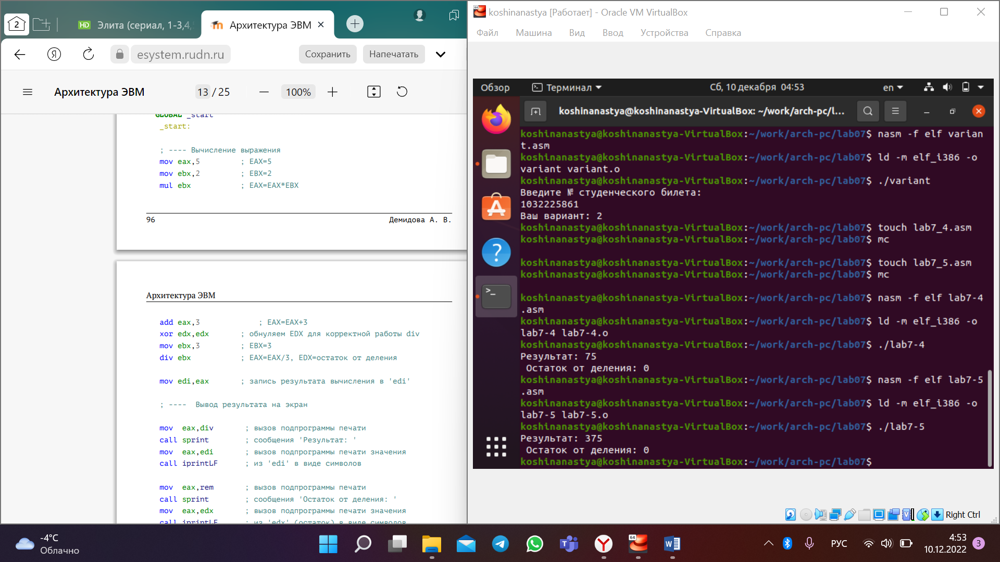 2
HD Элита (сериал, 1-3,4,
Архитектура ЭВМ
esystem.rudn.ru
Сохранить
Напечатать
Архитектура ЭВМ
13 / 25
100%
GLOBAL _start
_start:
; ---- Вычисление выражения
mov eax,5 ; EAX=5
mov ebx,2 ; EBX=2
mul ebx ; EAX=EAX*EBX
96 Демидова А. В.
Архитектура ЭВМ
add eax,3 ; EAX=EAX+3
xor edx,edx ; обнуляем EDX для корректной работы div
mov ebx,3 ; EBX=3
div ebx ; EAX=EAX/3, EDX=остаток от деления
mov edi,eax ; запись результата вычисления в 'edi'
; ---- Вывод результата на экран
mov eax,div ; вызов подпрограммы печати
call sprint ; сообщения 'Результат: '
mov eax,edi ; вызов подпрограммы печати значения
call iprintLF ; из 'edi' в виде символов
mov eax,rem ; вызов подпрограммы печати
call sprint ; сообщения 'Остаток от деления: '
mov eax,edx ; вызов подпрограммы печати значения
call iprintLF ; из 'edx' (остаток) в виде символов
koshinanastya [Работает] - Oracle VM VirtualBox
Файл Машина Вид Ввод Устройства Справка
Обзор Терминал Сб, 10 декабря 04:53 en
koshinanastya@koshinanastya-VirtualBox: ~/work/arch-pc/l...
koshinanastya@koshinanastya-VirtualBox:~/work/arch-pc/lab07$ nasm -f elf varian
t.asm
koshinanastya@koshinanastya-VirtualBox:~/work/arch-pc/lab07$ ld -m elf_i386 -o
variant variant.o
koshinanastya@koshinanastya-VirtualBox:~/work/arch-pc/lab07$ ./variant
Введите № студенческого билета:
1032225861
Ваш вариант: 2
koshinanastya@koshinanastya-VirtualBox:~/work/arch-pc/lab07$ touch lab7_4.asm
koshinanastya@koshinanastya-VirtualBox:~/work/arch-pc/lab07$ mc
koshinanastya@koshinanastya-VirtualBox:~/work/arch-pc/lab07$ touch lab7_5.asm
koshinanastya@koshinanastya-VirtualBox:~/work/arch-pc/lab07$ mc
koshinanastya@koshinanastya-VirtualBox:~/work/arch-pc/lab07$ nasm -f elf lab7-4
.asm
koshinanastya@koshinanastya-VirtualBox:~/work/arch-pc/lab07$ ld -m elf_i386 -o
lab7-4 lab7-4.o
koshinanastya@koshinanastya-VirtualBox:~/work/arch-pc/lab07$ ./lab7-4
Результат: 75
Остаток от деления: 0
koshinanastya@koshinanastya-VirtualBox:~/work/arch-pc/lab07$ nasm -f elf lab7-5
.asm
koshinanastya@koshinanastya-VirtualBox:~/work/arch-pc/lab07$ ld -m elf_i386 -o
lab7-5 lab7-5.o
koshinanastya@koshinanastya-VirtualBox:~/work/arch-pc/lab07$ ./lab7-5
Результат: 375
Остаток от деления: 0
koshinanastya@koshinanastya-VirtualBox:~/work/arch-pc/lab07$
Right Ctrl
-4°C
Облачно
64
РУС
4:53
10.12.2022
3